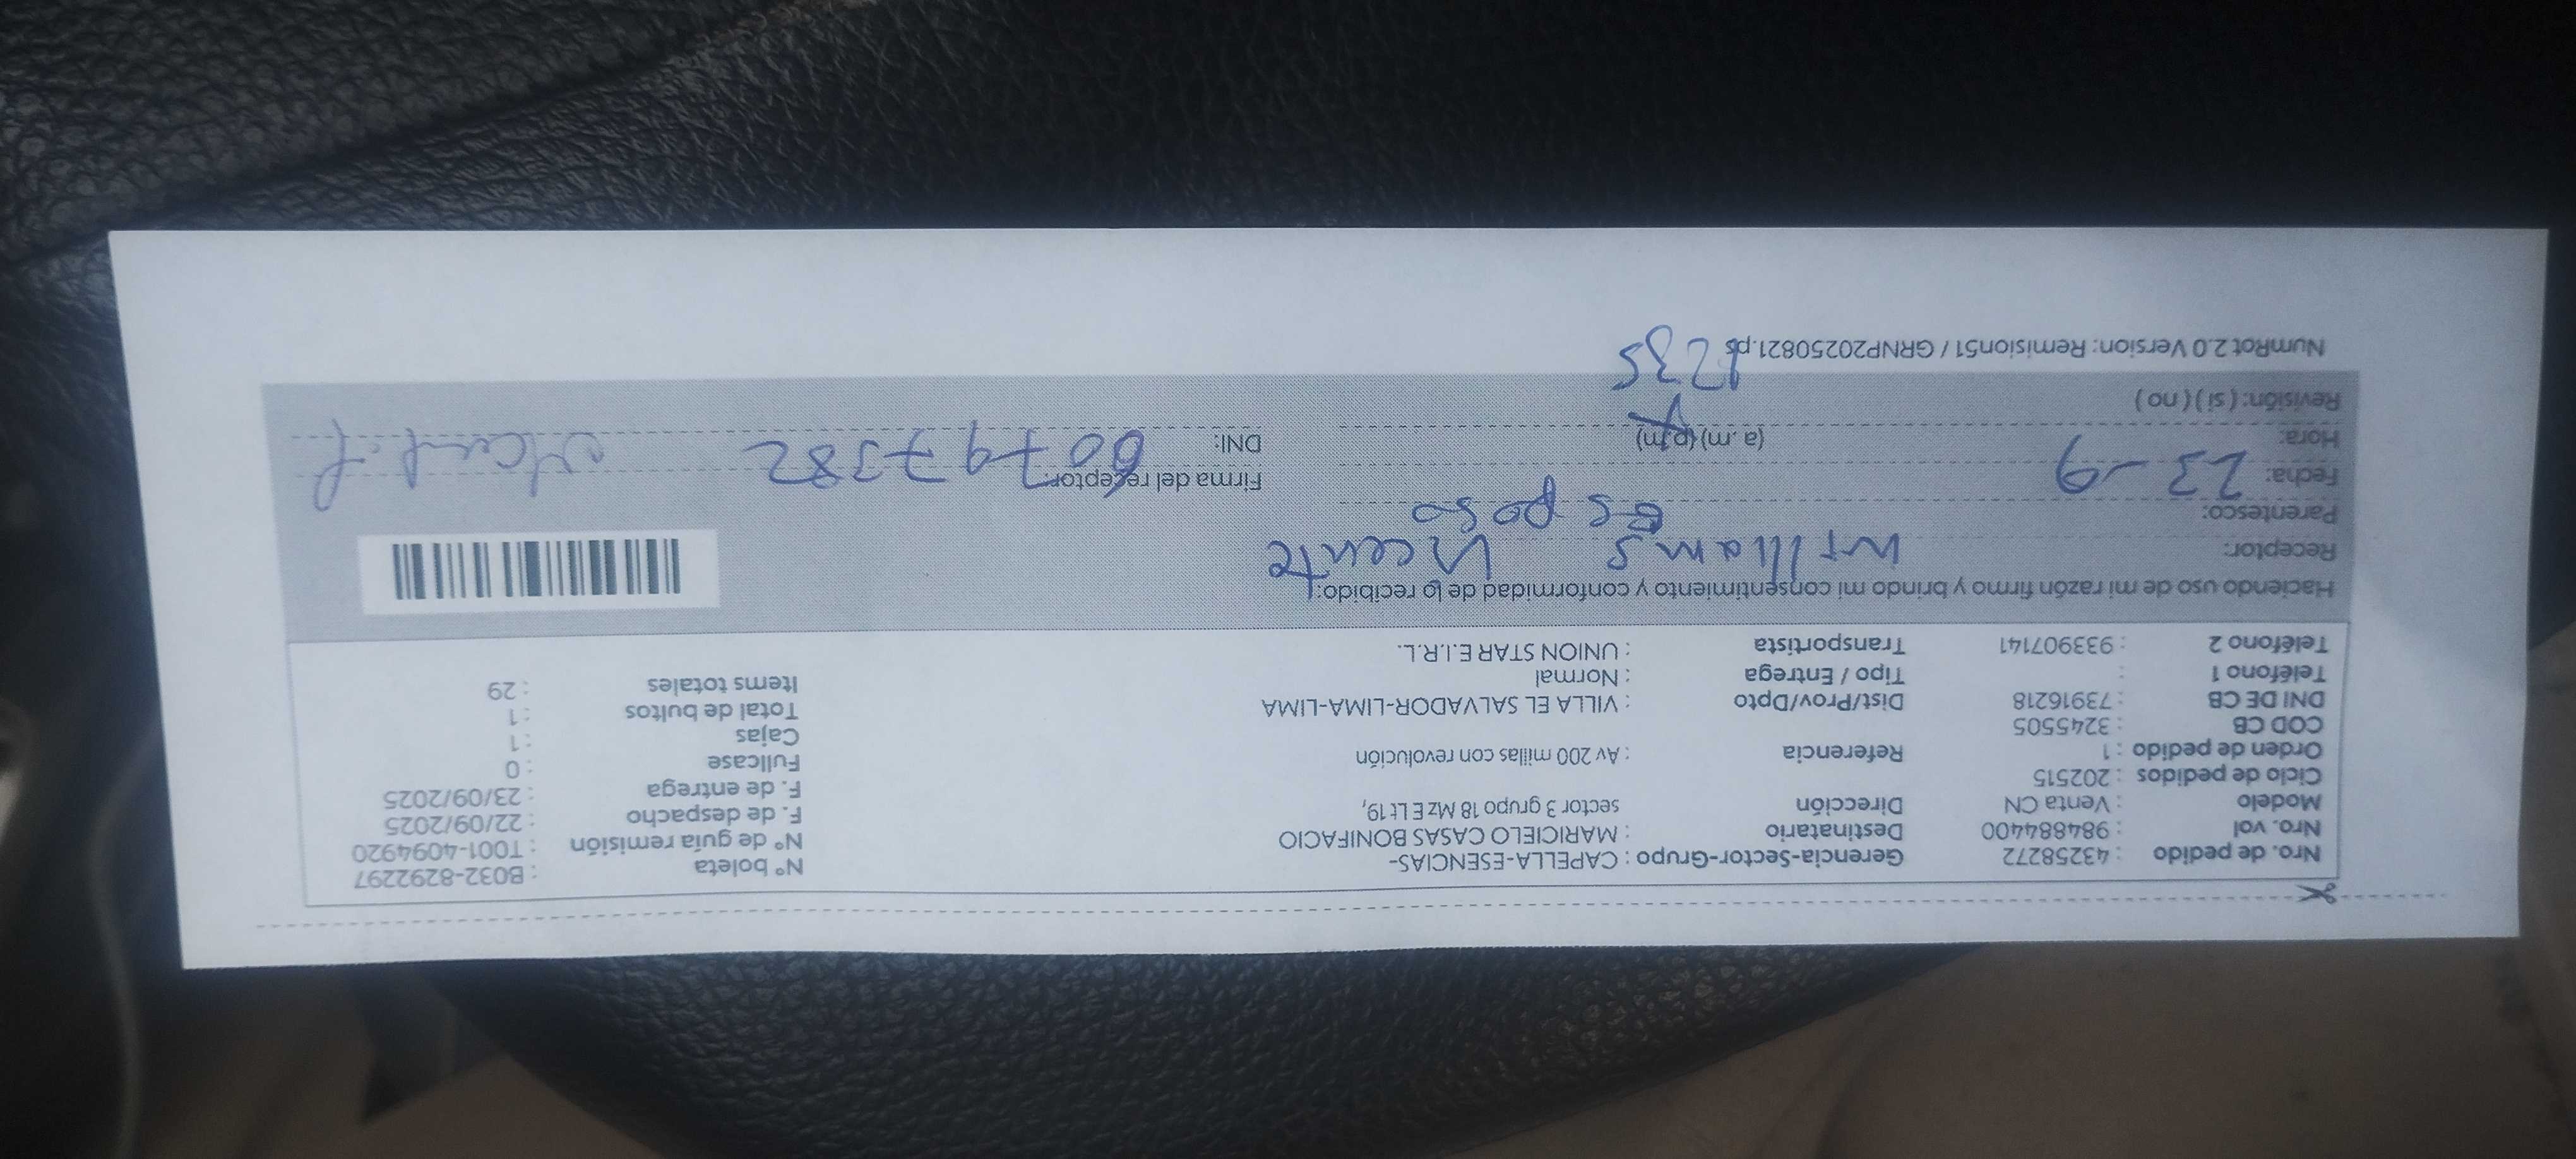 Nro. de pedido : 43258272 Gerencia-Sector-Grupo : CAPELLA-ESENCIAS- N° boleta : B032-8292297
Nro. vol : 984884400 Destinatario : MARICIELO CASAS BONIFACIO N° de guía remisión : T001-4094920
Modelo : Venta CN Dirección sector 3 grupo 18 Mz E Lt 19, F. de despacho : 22/09/2025
Ciclo de pedidos : 202515 F. de entrega : 23/09/2025
Orden de pedido : 1 Referencia : Av 200 millas con revolución Fullcase : 0
COD CB : 3245505 Cajas : 1
DNI DE CB : 73916218 Dist/Prov/Dpto : VILLA EL SALVADOR-LIMA-LIMA Total de bultos : 1
Teléfono 1 : Tipo / Entrega : Normal Items totales : 29
Teléfono 2 : 933907141 Transportista : UNION STAR E.I.R.L.
Haciendo uso de mi razón firmo y brindo mi consentimiento y conformidad de lo recibido:
Receptor: Williams Vicente
Parentesco: esposo
Fecha: 23-9 Firma del receptor:
Hora: (a.m) (p.m) DNI: 60797382
Revisión: ( si ) ( no ) 1235
NumRot 2.0 Version: Remision51 / GRNP20250821.ps